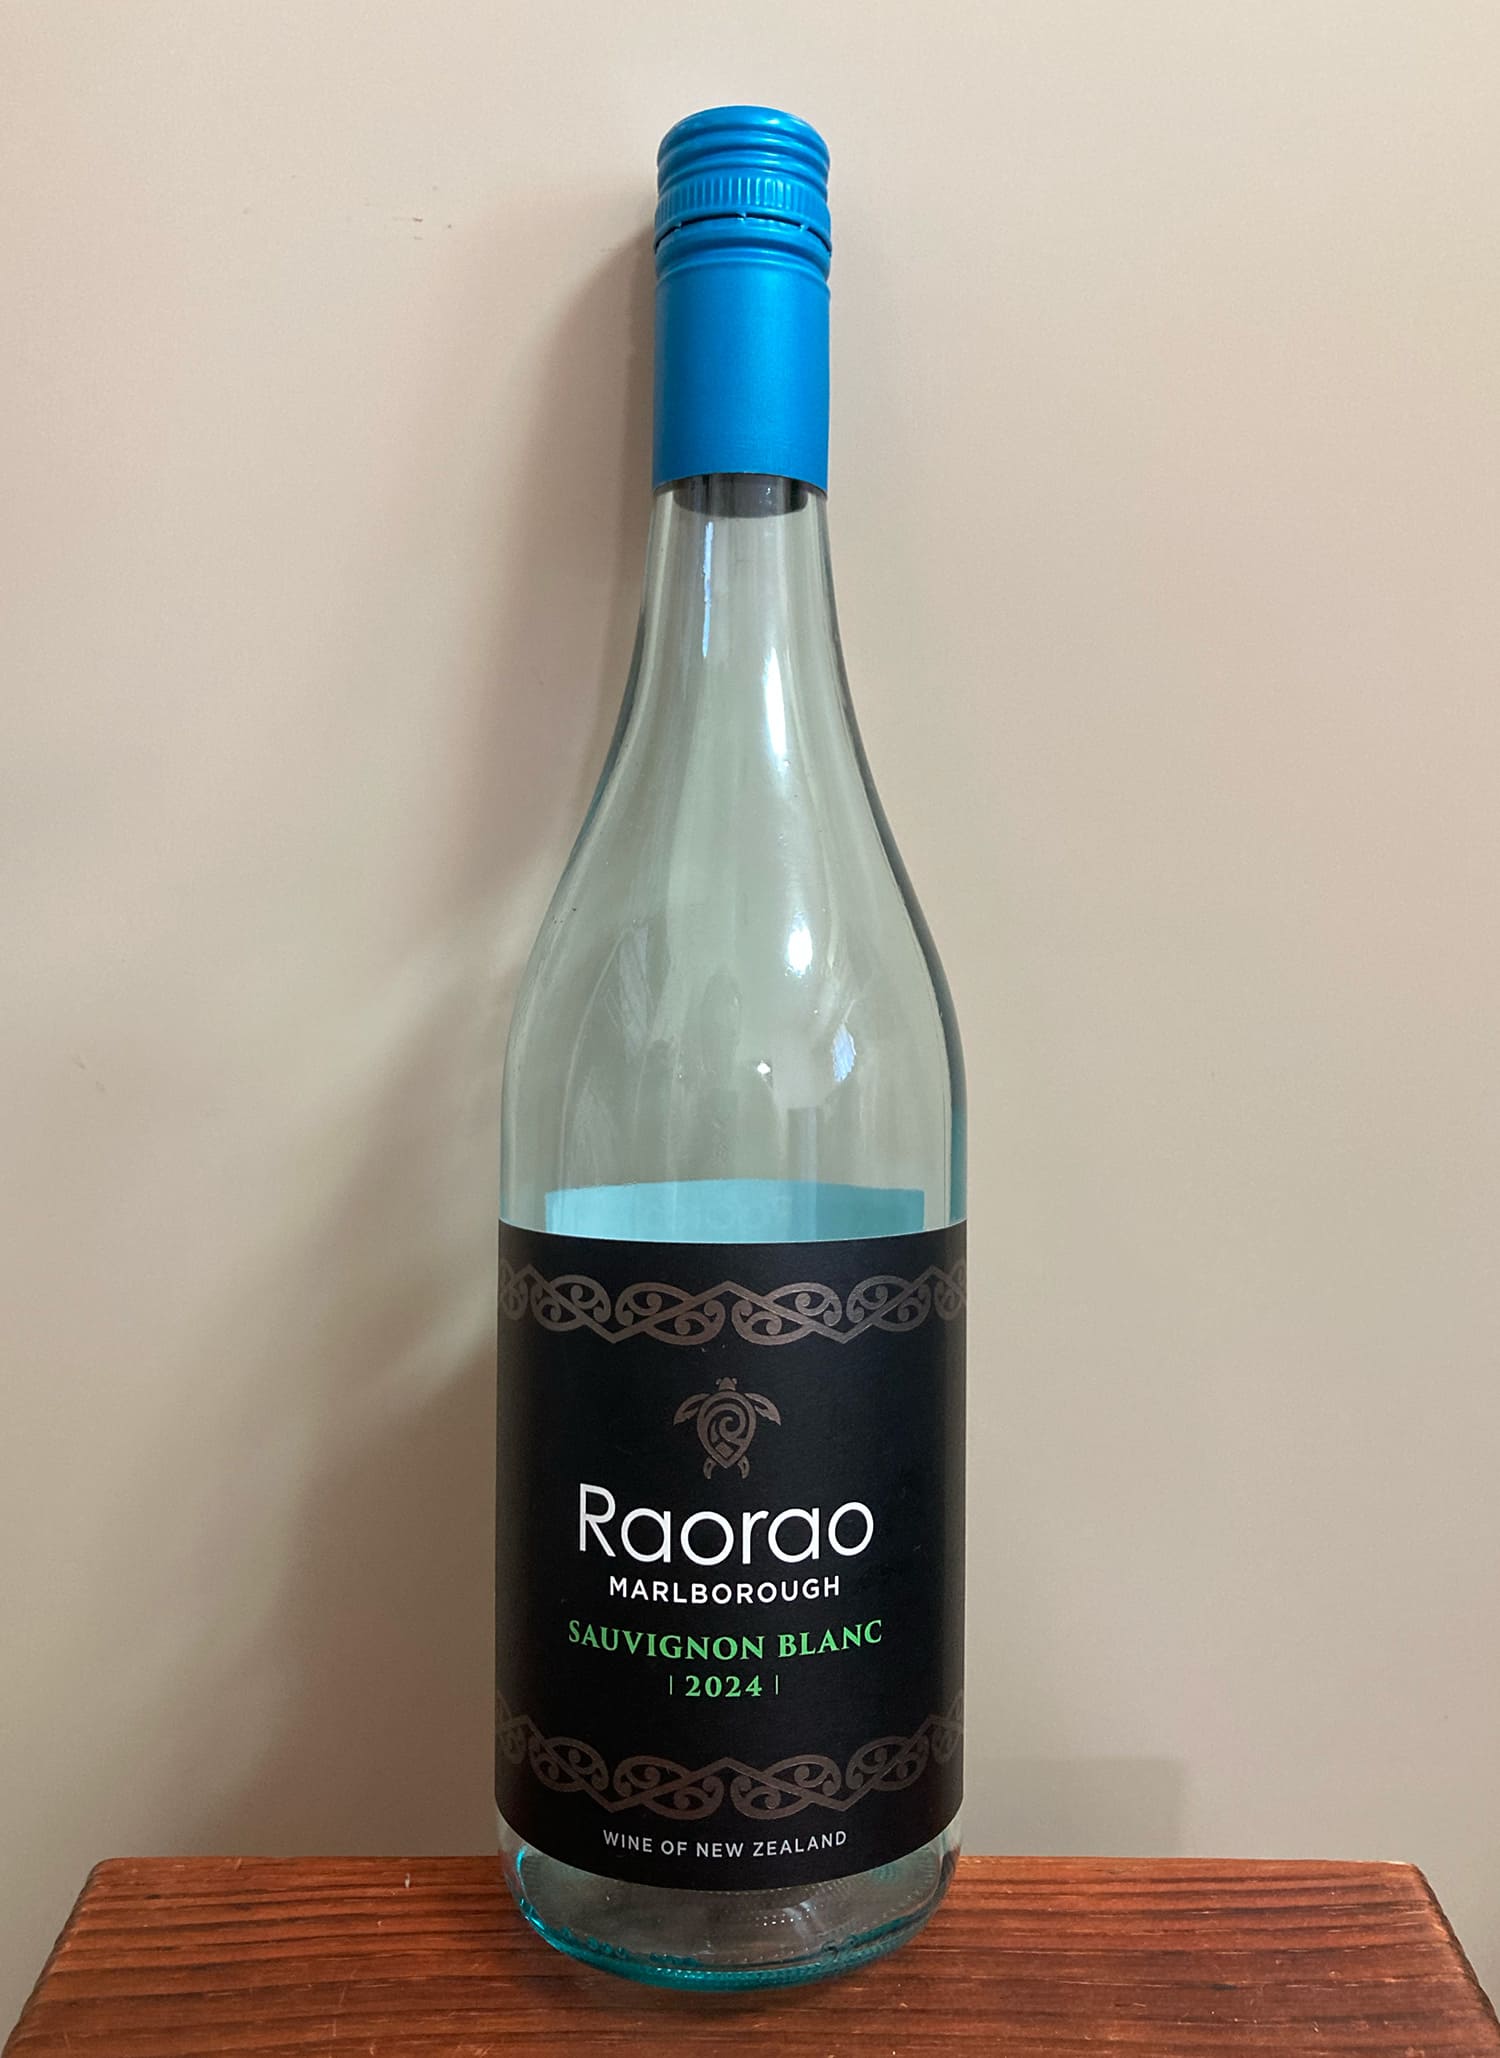 Raorao
MARLBOROUGH
SAUVIGNON BLANC
| 2024 |
WINE OF NEW ZEALAND